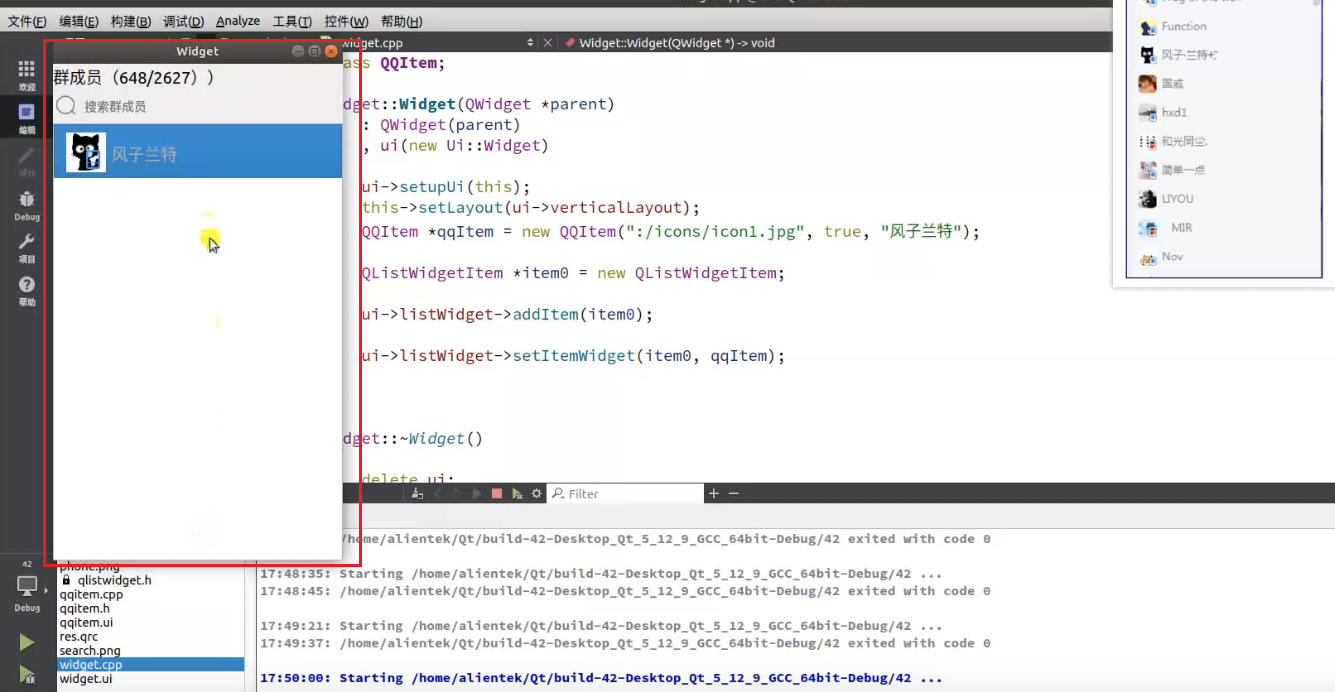 文件(F) 编辑(E) 构建(B) 调试(D) Analyze 工具(T) 控件(W) 帮助(H)
widget.cpp
Widget::Widget(QWidget *) -> void
欢迎
编辑
Debug
项目
帮助
42
Debug
Widget
群成员（648/2627））
搜索群成员
风子兰特
ass QQItem;
dget::Widget(QWidget *parent)
: QWidget(parent)
, ui(new Ui::Widget)
ui->setupUi(this);
this->setLayout(ui->verticalLayout);
QQItem *qqItem = new QQItem(":/icons/icon1.jpg", true, "风子兰特");
QListWidgetItem *item0 = new QListWidgetItem;
ui->listWidget->addItem(item0);
ui->listWidget->setItemWidget(item0, qqItem);
dget::~Widget()
delete ui;
Function
国威
hxd1
和光同尘.
简单一点
LIYOU
MIR
Nov
Filter
phone.png
qlistwidget.h
qqitem.cpp
qqitem.h
qqitem.ui
res.qrc
search.png
widget.cpp
widget.ui
/home/alientek/Qt/build-42-Desktop_Qt_5_12_9_GCC_64bit-Debug/42 exited with code 0
17:48:35: Starting /home/alientek/Qt/build-42-Desktop_Qt_5_12_9_GCC_64bit-Debug/42 ...
17:48:45: /home/alientek/Qt/build-42-Desktop_Qt_5_12_9_GCC_64bit-Debug/42 exited with code 0
17:49:21: Starting /home/alientek/Qt/build-42-Desktop_Qt_5_12_9_GCC_64bit-Debug/42 ...
17:49:37: /home/alientek/Qt/build-42-Desktop_Qt_5_12_9_GCC_64bit-Debug/42 exited with code 0
17:50:00: Starting /home/alientek/Qt/build-42-Desktop_Qt_5_12_9_GCC_64bit-Debug/42 ...